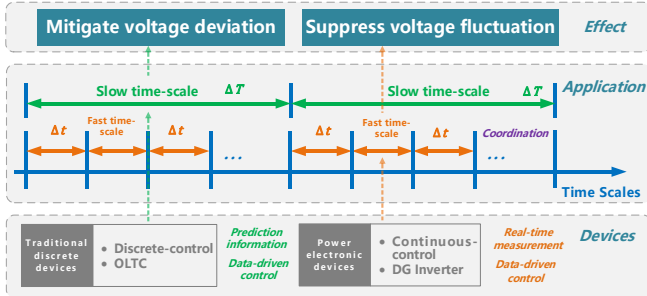 Mitigate voltage deviation
Suppress voltage fluctuation
Effect
Slow time-scale ΔT
Slow time-scale ΔT
Application
Δt
Fast time-
scale
Δt
...
Δt
Fast time-
scale
Δt
Coordination
...
Time Scales
Traditional
discrete
devices
• Discrete-control
• OLTC
Prediction
information
Data-driven
control
Power
electronic
devices
• Continuous-
control
• DG Inverter
Real-time
measurement
Data-driven
control
Devices